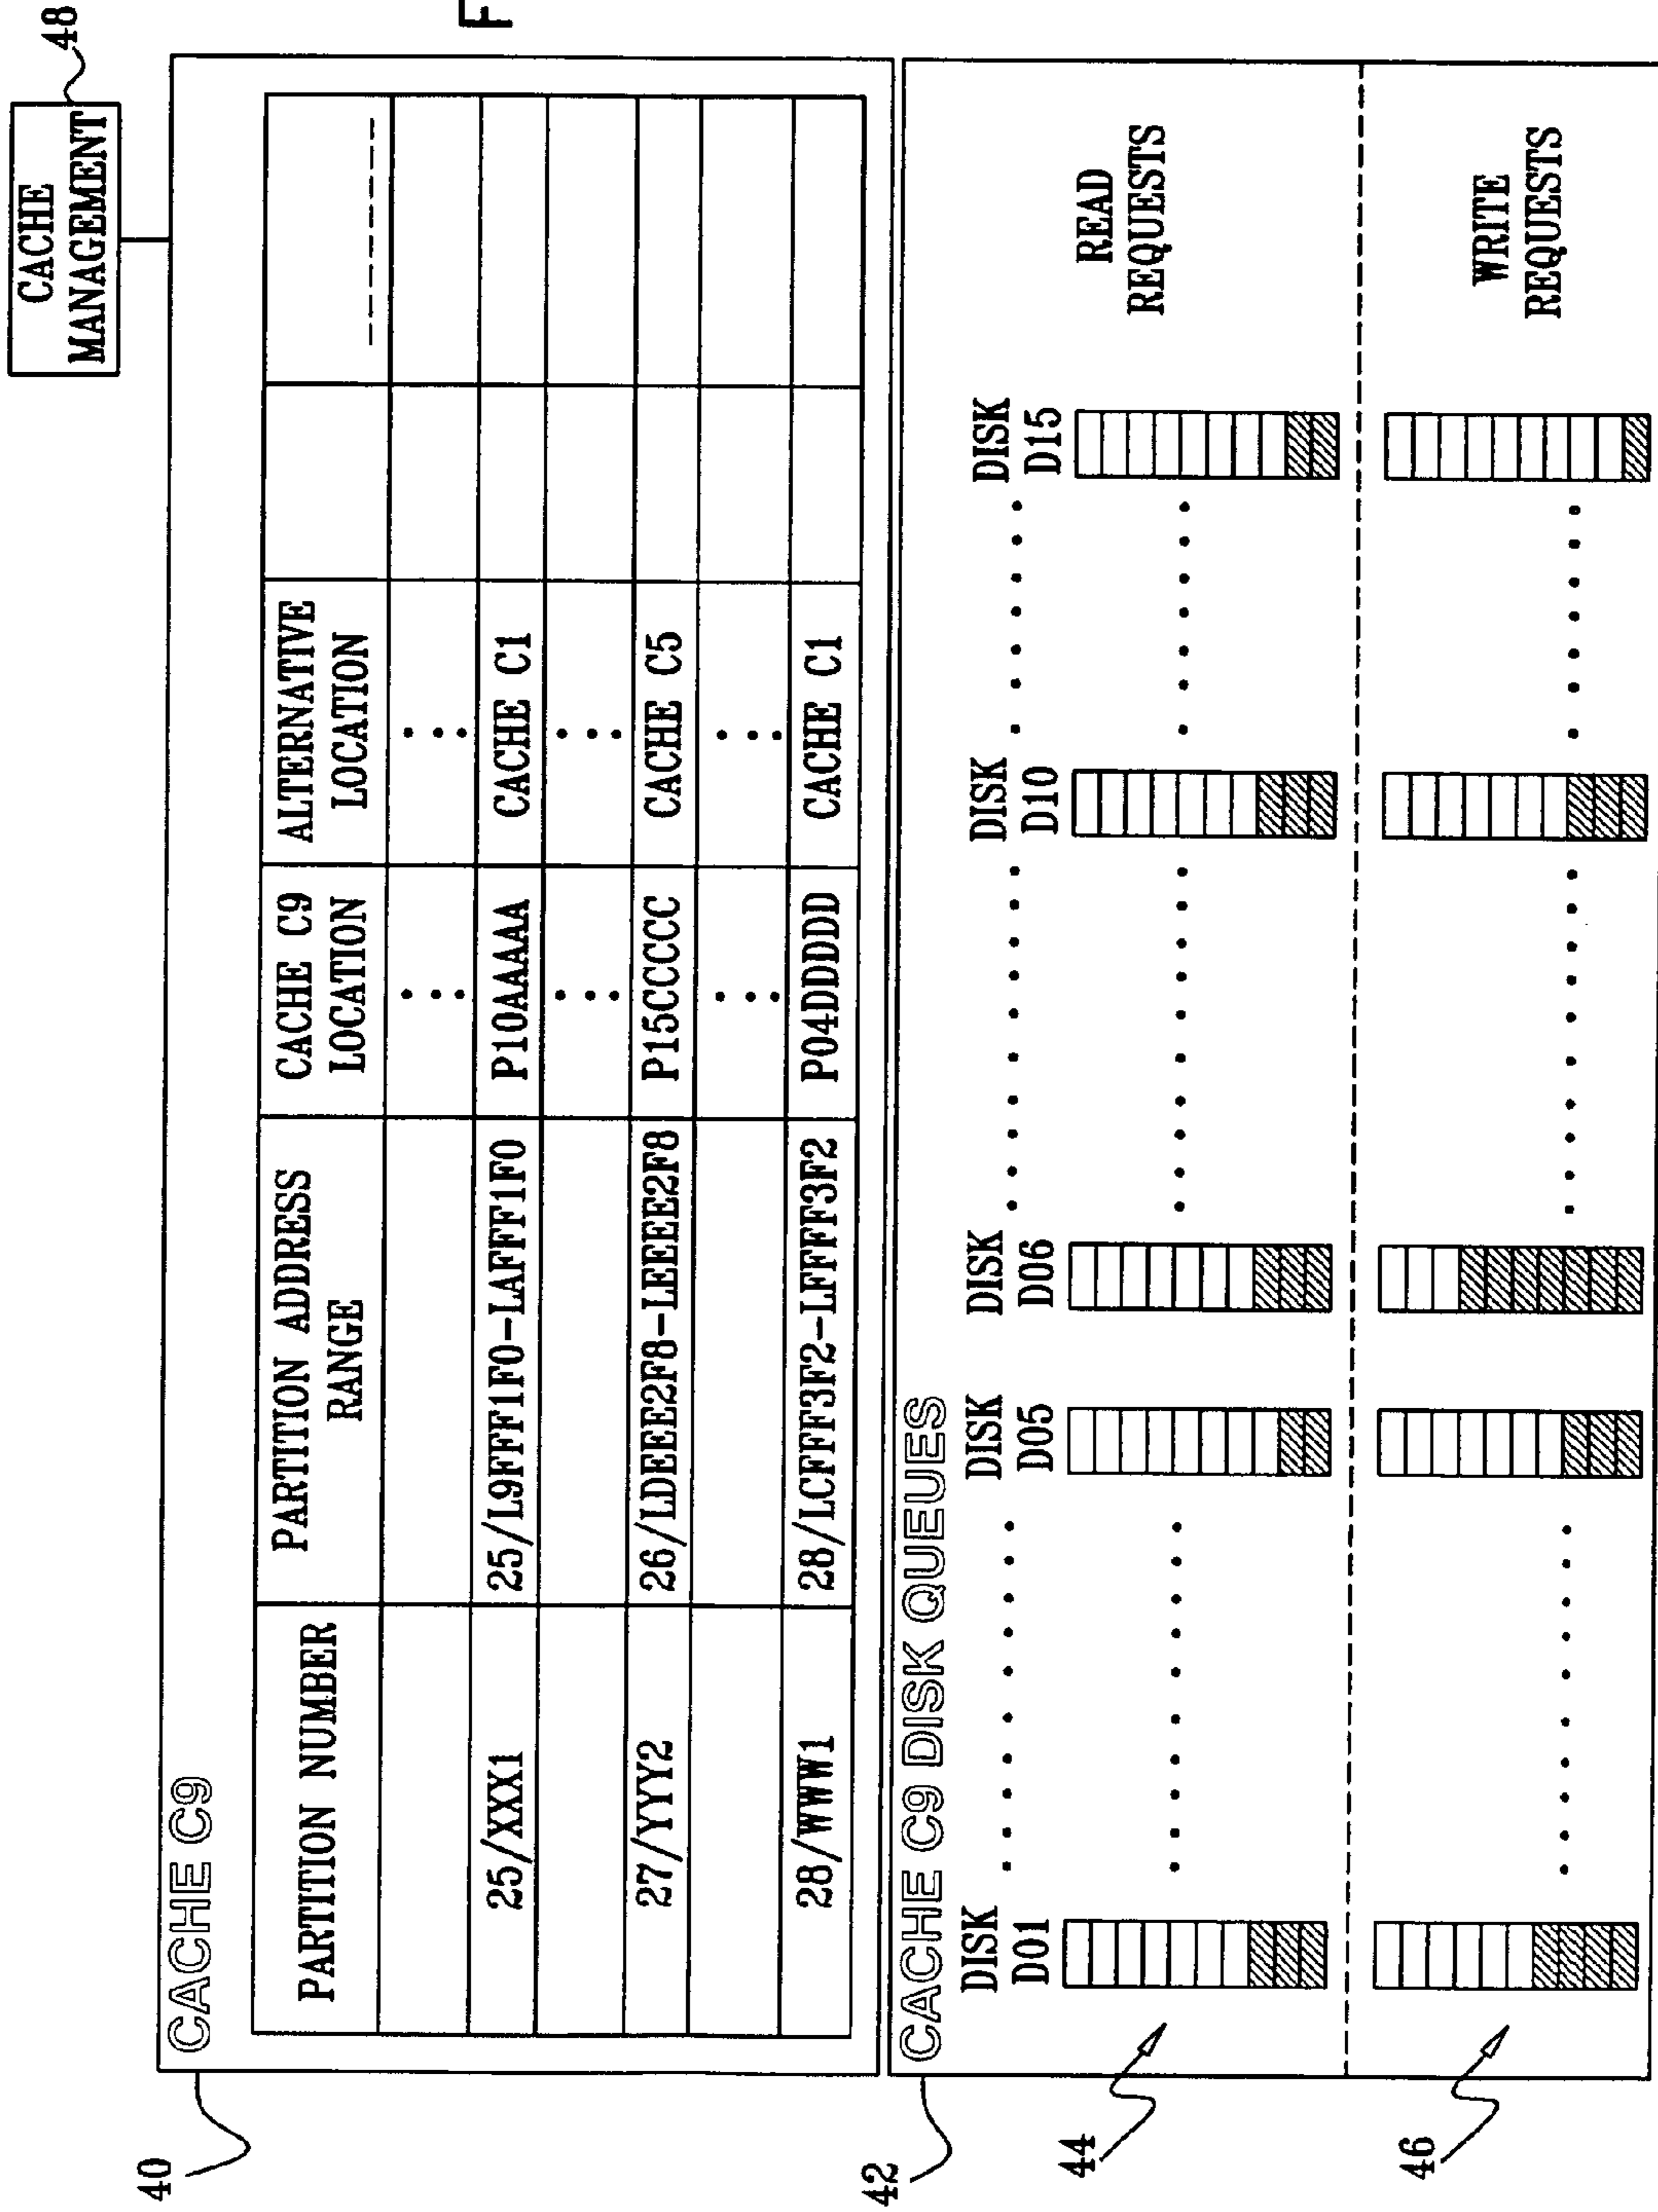 CACHE MANAGEMENT
48
F
40
CACHE C9
PARTITION NUMBER PARTITION ADDRESS RANGE CACHE C9 LOCATION ALTERNATIVE LOCATION
25/XXX1 25/L9FFF1F0-LAFFF1F0 P10AAAAA CACHE C1
27/YYY2 26/LDEEE2F8-LEEEE2F8 P15CCCCC CACHE C5
28/WWW1 28/LCFFF3F2-LFFFF3F2 P04DDDDD CACHE C1
42
CACHE C9 DISK QUEUES
DISK D01 DISK D05 DISK D06 DISK D10 DISK D15
44
READ REQUESTS
46
WRITE REQUESTS